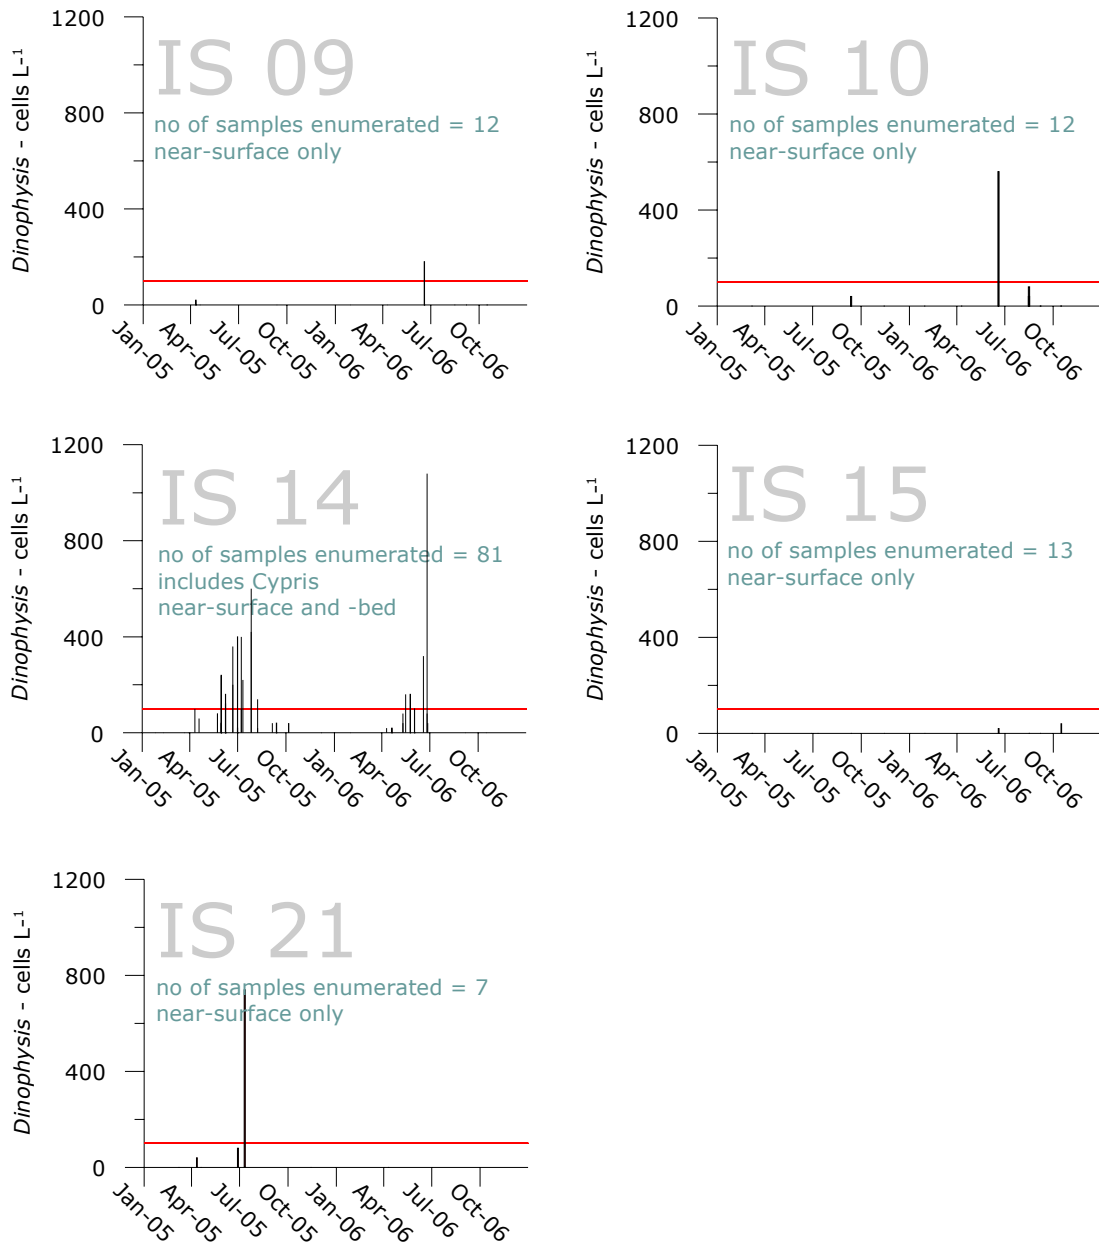 1200
800
400
0
Dinophysis - cells L-1
IS 09
no of samples enumerated = 12
near-surface only
Jan-05
Apr-05
Jul-05
Oct-05
Jan-06
Apr-06
Jul-06
Oct-06
1200
800
400
0
Dinophysis - cells L-1
IS 10
no of samples enumerated = 12
near-surface only
Jan-05
Apr-05
Jul-05
Oct-05
Jan-06
Apr-06
Jul-06
Oct-06
1200
800
400
0
Dinophysis - cells L-1
IS 14
no of samples enumerated = 81
includes Cypris
near-surface and -bed
Jan-05
Apr-05
Jul-05
Oct-05
Jan-06
Apr-06
Jul-06
Oct-06
1200
800
400
0
Dinophysis - cells L-1
IS 15
no of samples enumerated = 13
near-surface only
Jan-05
Apr-05
Jul-05
Oct-05
Jan-06
Apr-06
Jul-06
Oct-06
1200
800
400
0
Dinophysis - cells L-1
IS 21
no of samples enumerated = 7
near-surface only
Jan-05
Apr-05
Jul-05
Oct-05
Jan-06
Apr-06
Jul-06
Oct-06